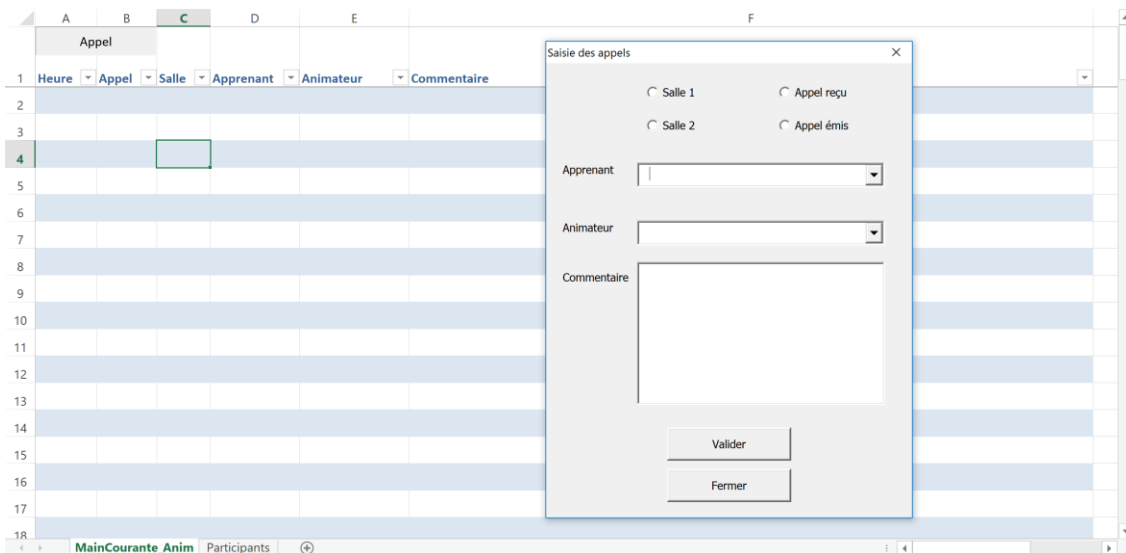 A B C D E F
Appel
Saisie des appels
1 Heure Appel Salle Apprenant Animateur Commentaire
Salle 1 Appel reçu
2
Salle 2 Appel émis
3
4
Apprenant
5
6
Animateur
7
8
Commentaire
9
10
11
12
13
14
Valider
15
16
Fermer
17
18
MainCourante Anim Participants